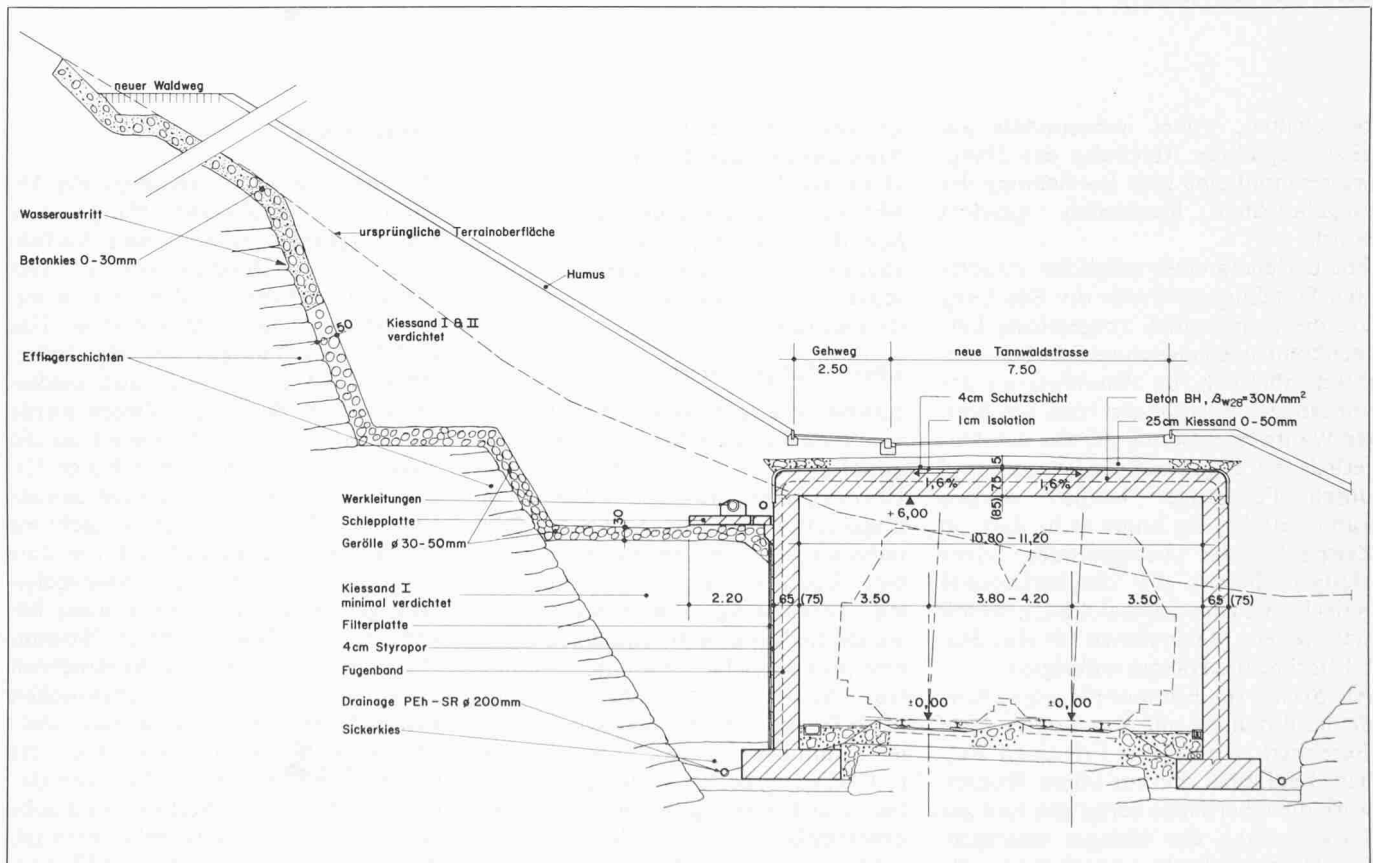 neuer Waldweg
Wasseraustritt
Betonkies 0-30mm
ursprüngliche Terrainoberfläche
Humus
50
Kiessand I & II
verdichtet
Effingerschichten
Gehweg
2.50
neue Tannwaldstrasse
7.50
4cm Schutzschicht
1cm Isolation
Beton BH, βw28=30N/mm²
25cm Kiessand 0-50mm
5
(85) 75
1,6%
1,6%
+6,00
Werkleitungen
Schlepplatte
Gerölle ø30-50mm
30
10.80-11.20
Kiessand I
minimal verdichtet
2.20
65 (75)
3.50
3.80-4.20
3.50
65 (75)
Filterplatte
4cm Styropor
Fugenband
Drainage PEh-SR ø 200mm
±0,00
±0,00
Sickerkies